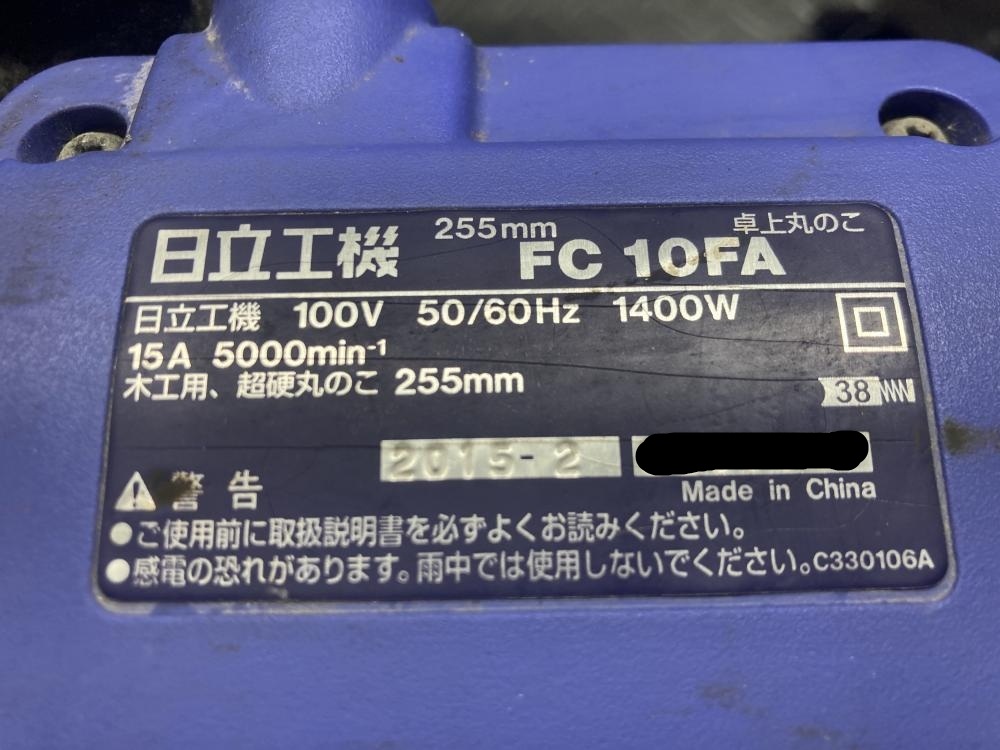 255mm 卓上丸のこ
日立工機 FC 10FA
日立工機 100V 50/60Hz 1400W
15A 5000min-1
木工用、超硬丸のこ 255mm
38
2015-2
Made in China
警告
●ご使用前に取扱説明書を必ずよくお読みください。
●感電の恐れがあります。雨中では使用しないでください。C330106A